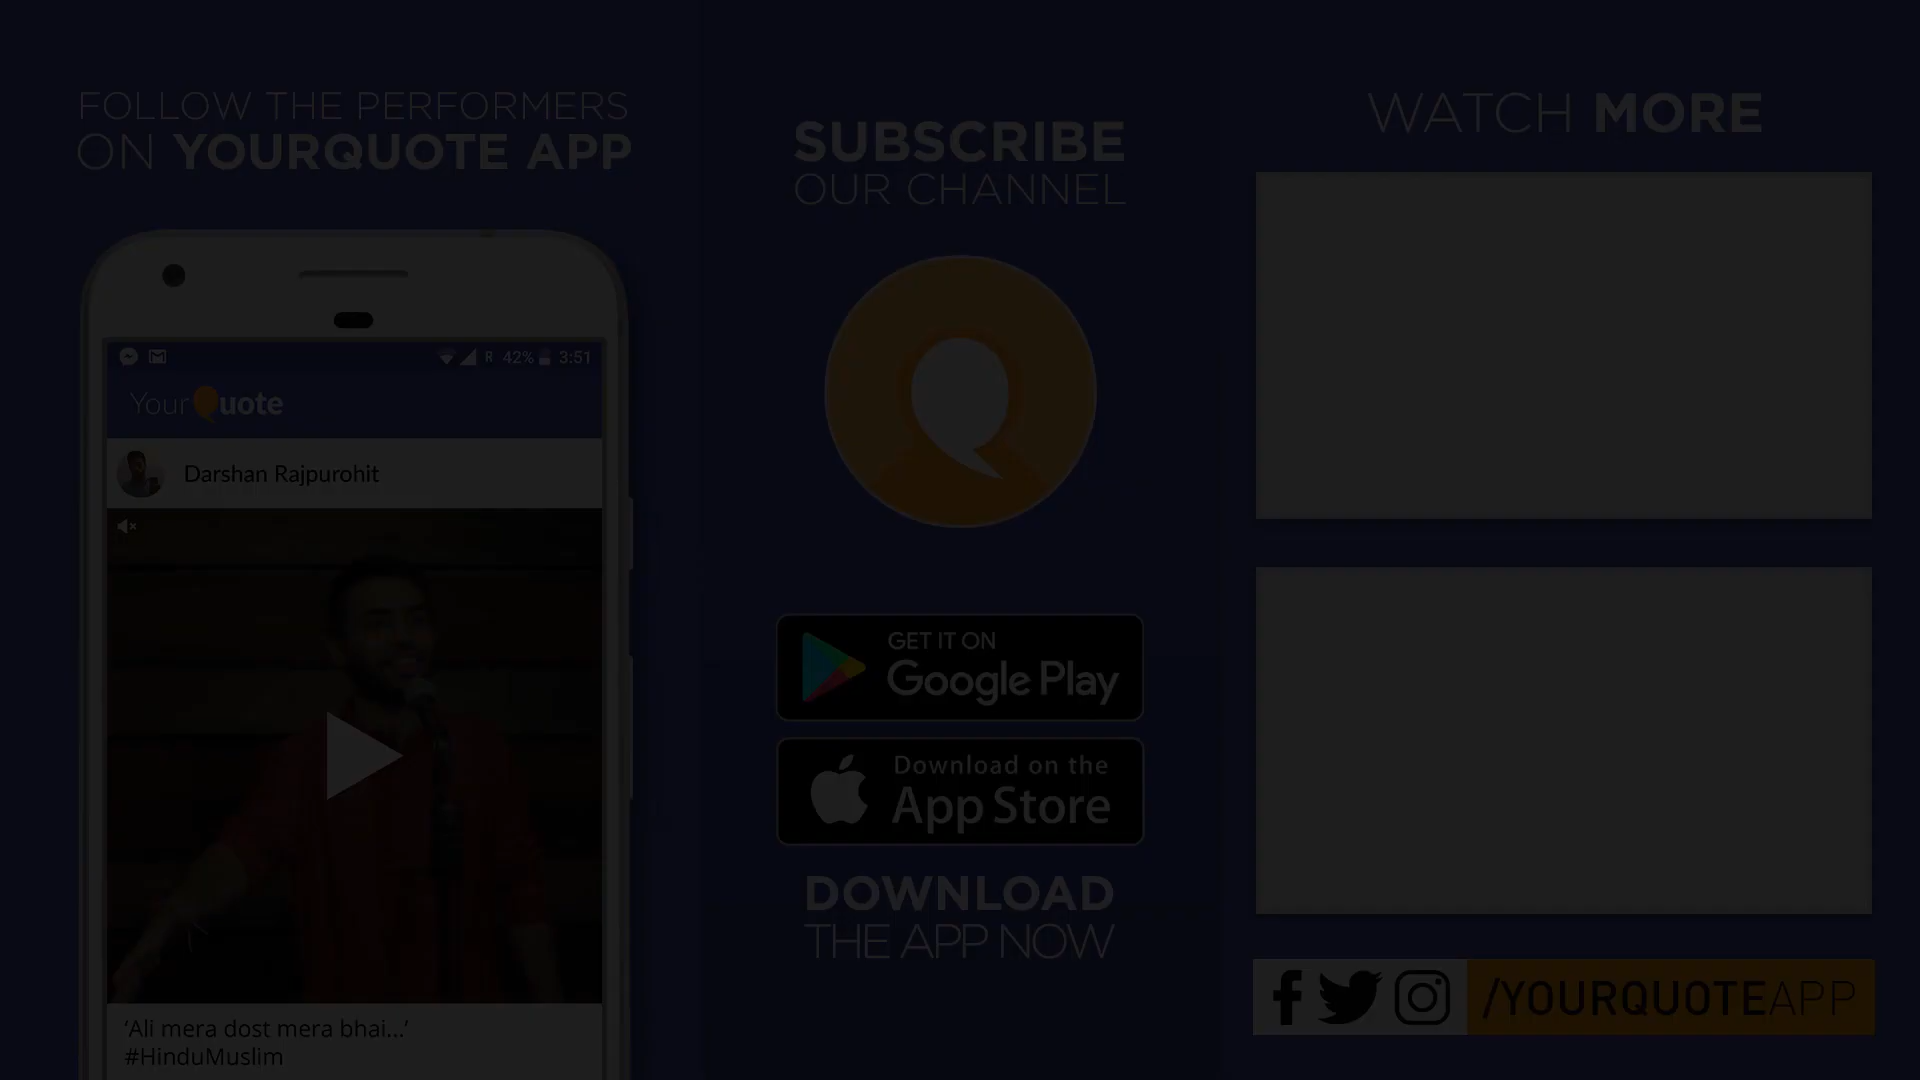 FOLLOW THE PERFORMERS
ON YOURQUOTE APP
R 42% 3:51
YourQuote
Darshan Rajpurohit
‘Ali mera dost mera bhai...’
#HinduMuslim
SUBSCRIBE
OUR CHANNEL
GET IT ON
Google Play
Download on the
App Store
DOWNLOAD
THE APP NOW
WATCH MORE
/YOURQUOTEAPP